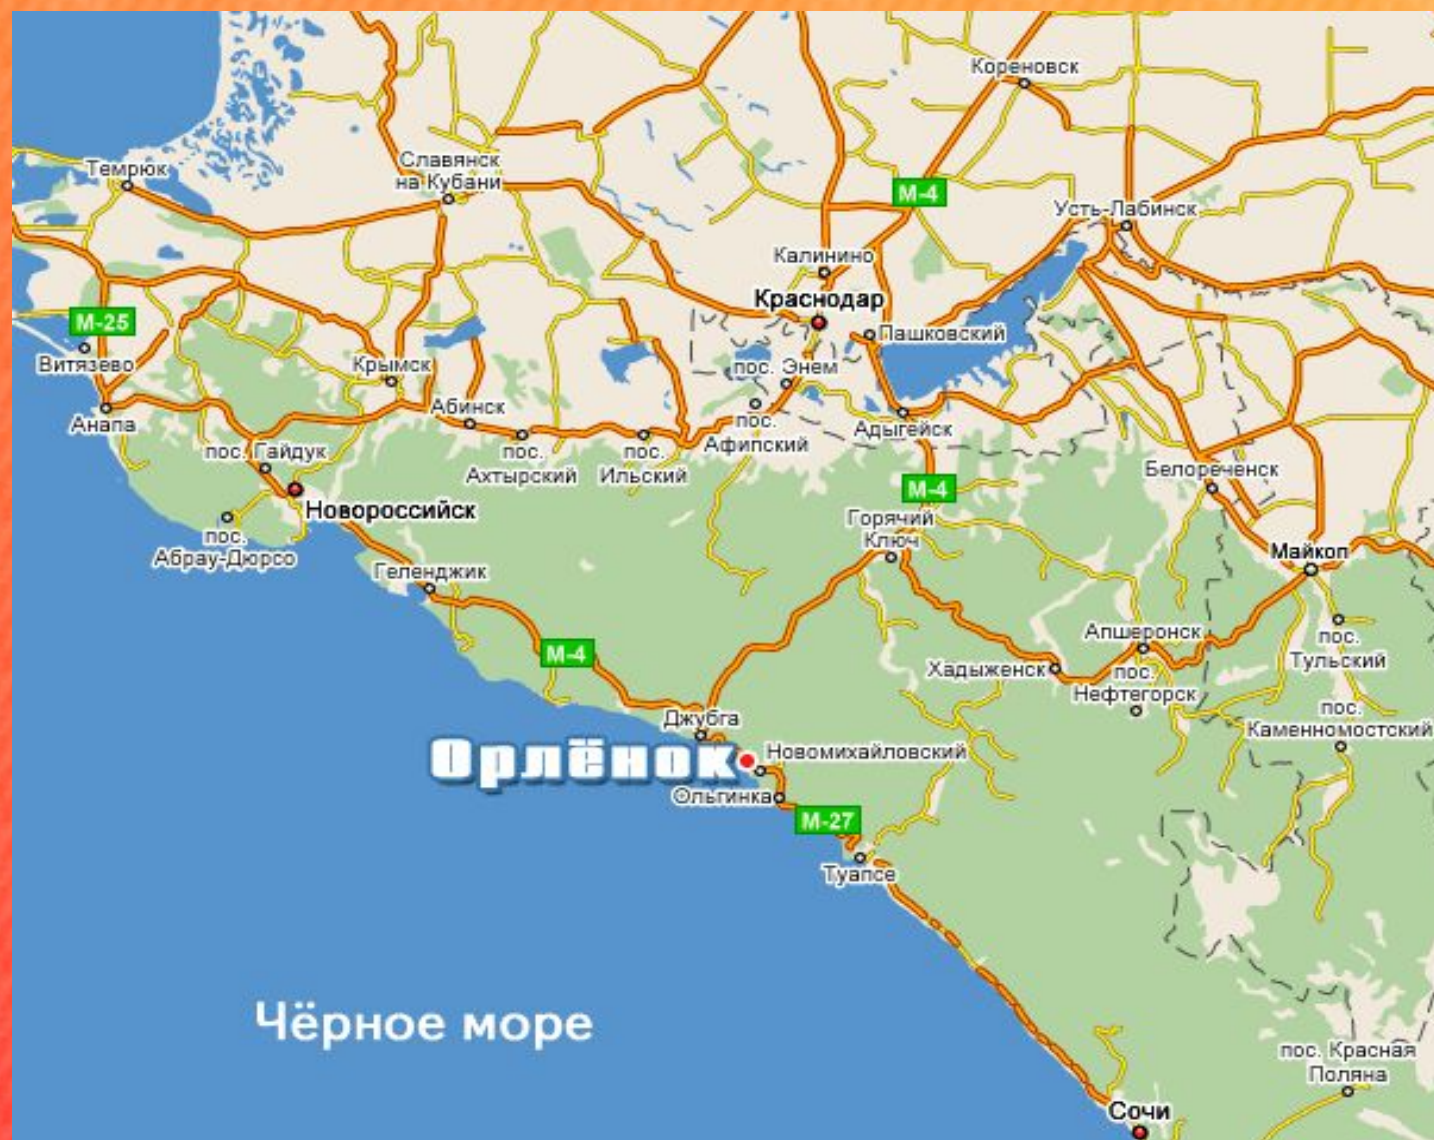 Кореновск
Темрюк
Славянск
на Кубани
М-4
Усть-Лабинск
Калинино
Краснодар
М-25
Пашковский
Витязево
Крымск
пос. Энем
Абинск
Анапа
пос.
Афипский
Адыгейск
пос. Гайдук
пос.
Ахтырский
пос.
Ильский
Белореченск
М-4
Новороссийск
Горячий
Ключ
пос.
Абрау-Дюрсо
Майкоп
Геленджик
Апшеронск
пос.
Тульский
М-4
Хадыженск
пос.
Нефтегорск
Джубга
пос.
Каменномостский
Орлёнок
Новомихайловский
Ольгинка
М-27
Туапсе
Чёрное море
пос. Красная
Поляна
Сочи